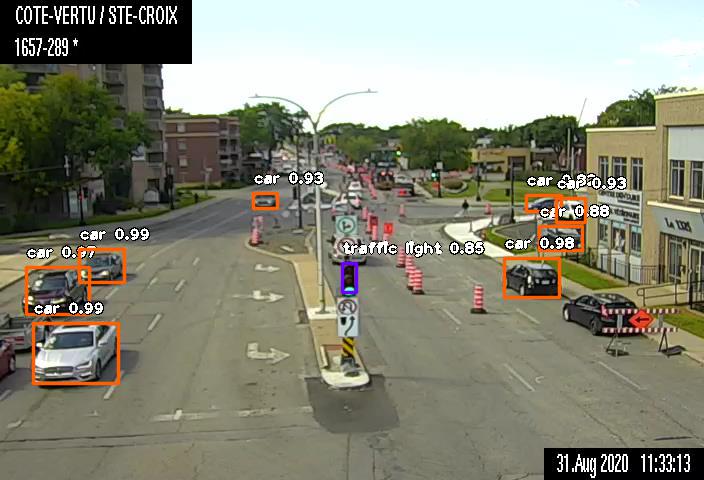 COTE-VERTU / STE-CROIX
1657-289 *
car 0.93
car 0.93
car 0.99
car 0.88
car 0.97
traffic light 0.85
car 0.98
car 0.99
31.Aug 2020 11:33:13